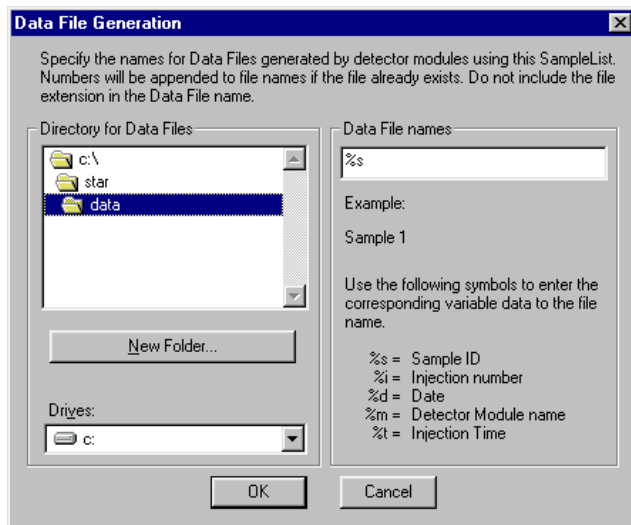 Data File Generation
Specify the names for Data Files generated by detector modules using this SampleList.
Numbers will be appended to file names if the file already exists. Do not include the file
extension in the Data File name.
Directory for Data Files
c:\
star
data
New Folder...
Drives:
c:
Data File names
%s
Example:
Sample 1
Use the following symbols to enter the
corresponding variable data to the file
name.
%s = Sample ID
%i = Injection number
%d = Date
%m = Detector Module name
%t = Injection Time
OK
Cancel